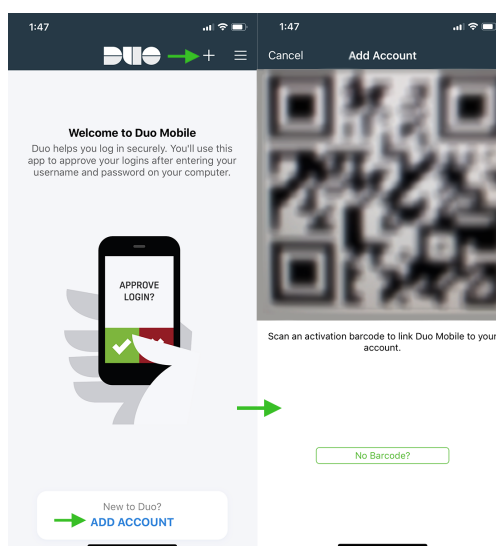 1:47
DUO
Welcome to Duo Mobile
Duo helps you log in securely. You'll use this
app to approve your logins after entering your
username and password on your computer.
APPROVE
LOGIN?
New to Duo?
ADD ACCOUNT
1:47
Cancel Add Account
Scan an activation barcode to link Duo Mobile to your
account.
No Barcode?